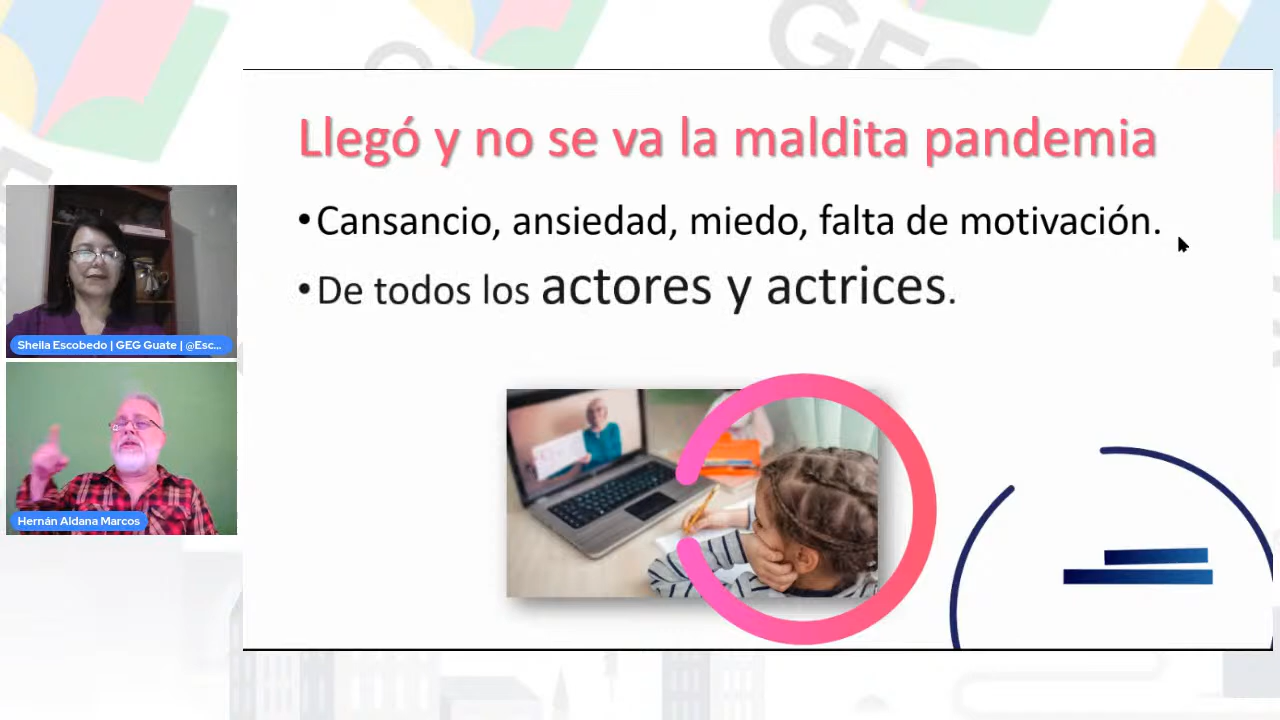 GEG
Llegó y no se va la maldita pandemia
•Cansancio, ansiedad, miedo, falta de motivación.
•De todos los actores y actrices.
Sheila Escobedo | GEG Guate | @Esc...
Hernán Aldana Marcos